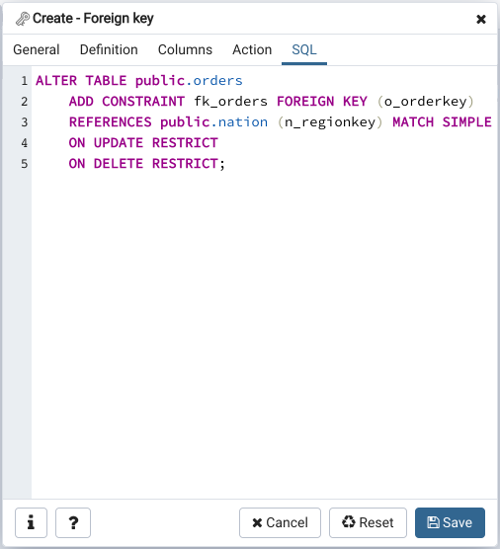 Create - Foreign key
General Definition Columns Action SQL
1 ALTER TABLE public.orders
2 ADD CONSTRAINT fk_orders FOREIGN KEY (o_orderkey)
3 REFERENCES public.nation (n_regionkey) MATCH SIMPLE
4 ON UPDATE RESTRICT
5 ON DELETE RESTRICT;
i ? Cancel Reset Save